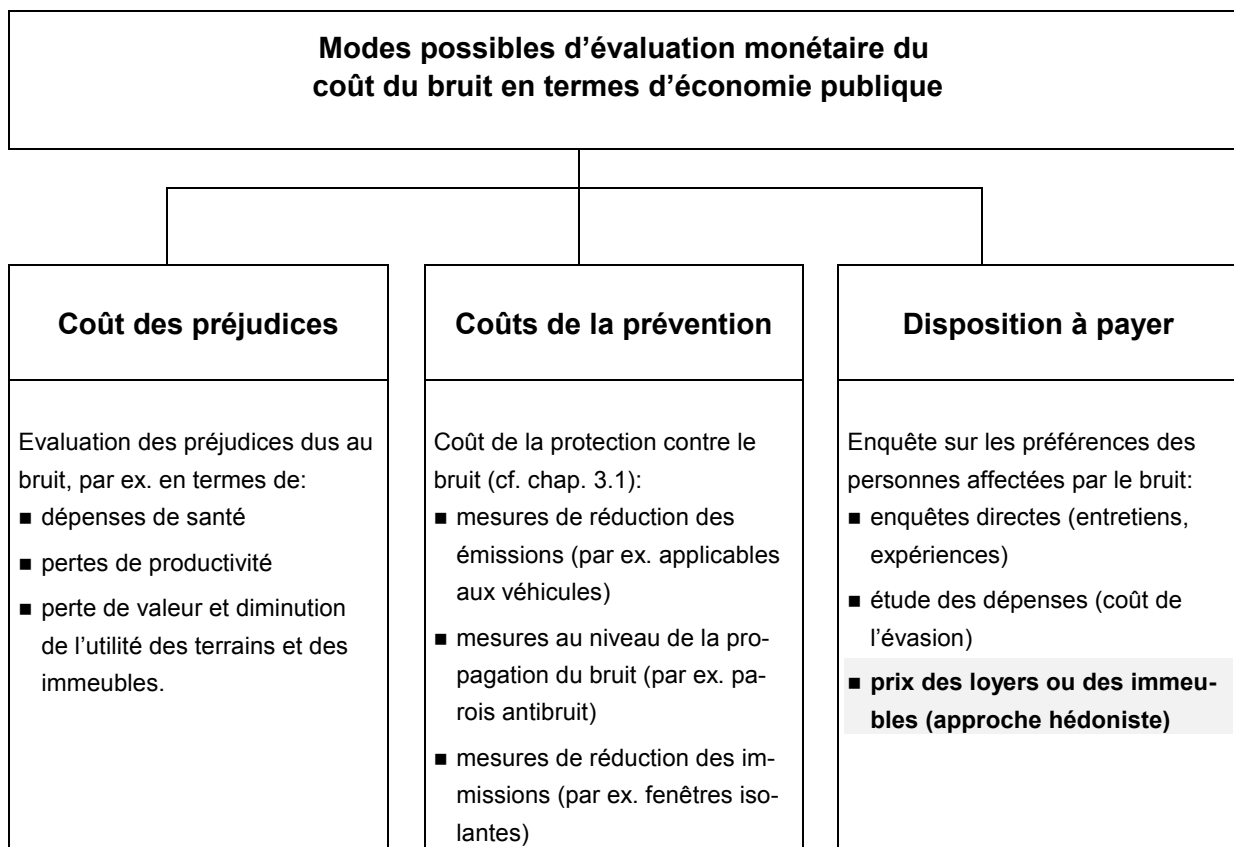 Modes possibles d’évaluation monétaire du
coût du bruit en termes d’économie publique
Coût des préjudices
Evaluation des préjudices dus au
bruit, par ex. en termes de:
■ dépenses de santé
■ pertes de productivité
■ perte de valeur et diminution
de l’utilité des terrains et des
immeubles.
Coûts de la prévention
Coût de la protection contre le
bruit (cf. chap. 3.1):
■ mesures de réduction des
émissions (par ex. applicables
aux véhicules)
■ mesures au niveau de la pro-
pagation du bruit (par ex. pa-
rois antibruit)
■ mesures de réduction des im-
missions (par ex. fenêtres iso-
lantes)
Disposition à payer
Enquête sur les préférences des
personnes affectées par le bruit:
■ enquêtes directes (entretiens,
expériences)
■ étude des dépenses (coût de
l’évasion)
■ prix des loyers ou des immeu-
bles (approche hédoniste)